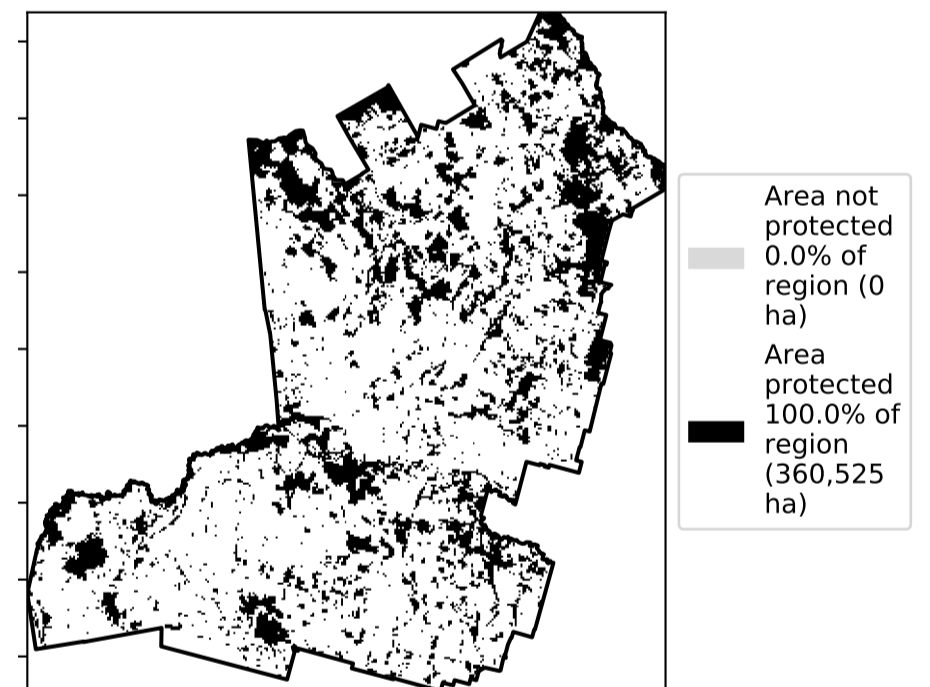 Area not
protected
0.0% of
region (0
ha)
Area
protected
100.0% of
region
(360,525
ha)